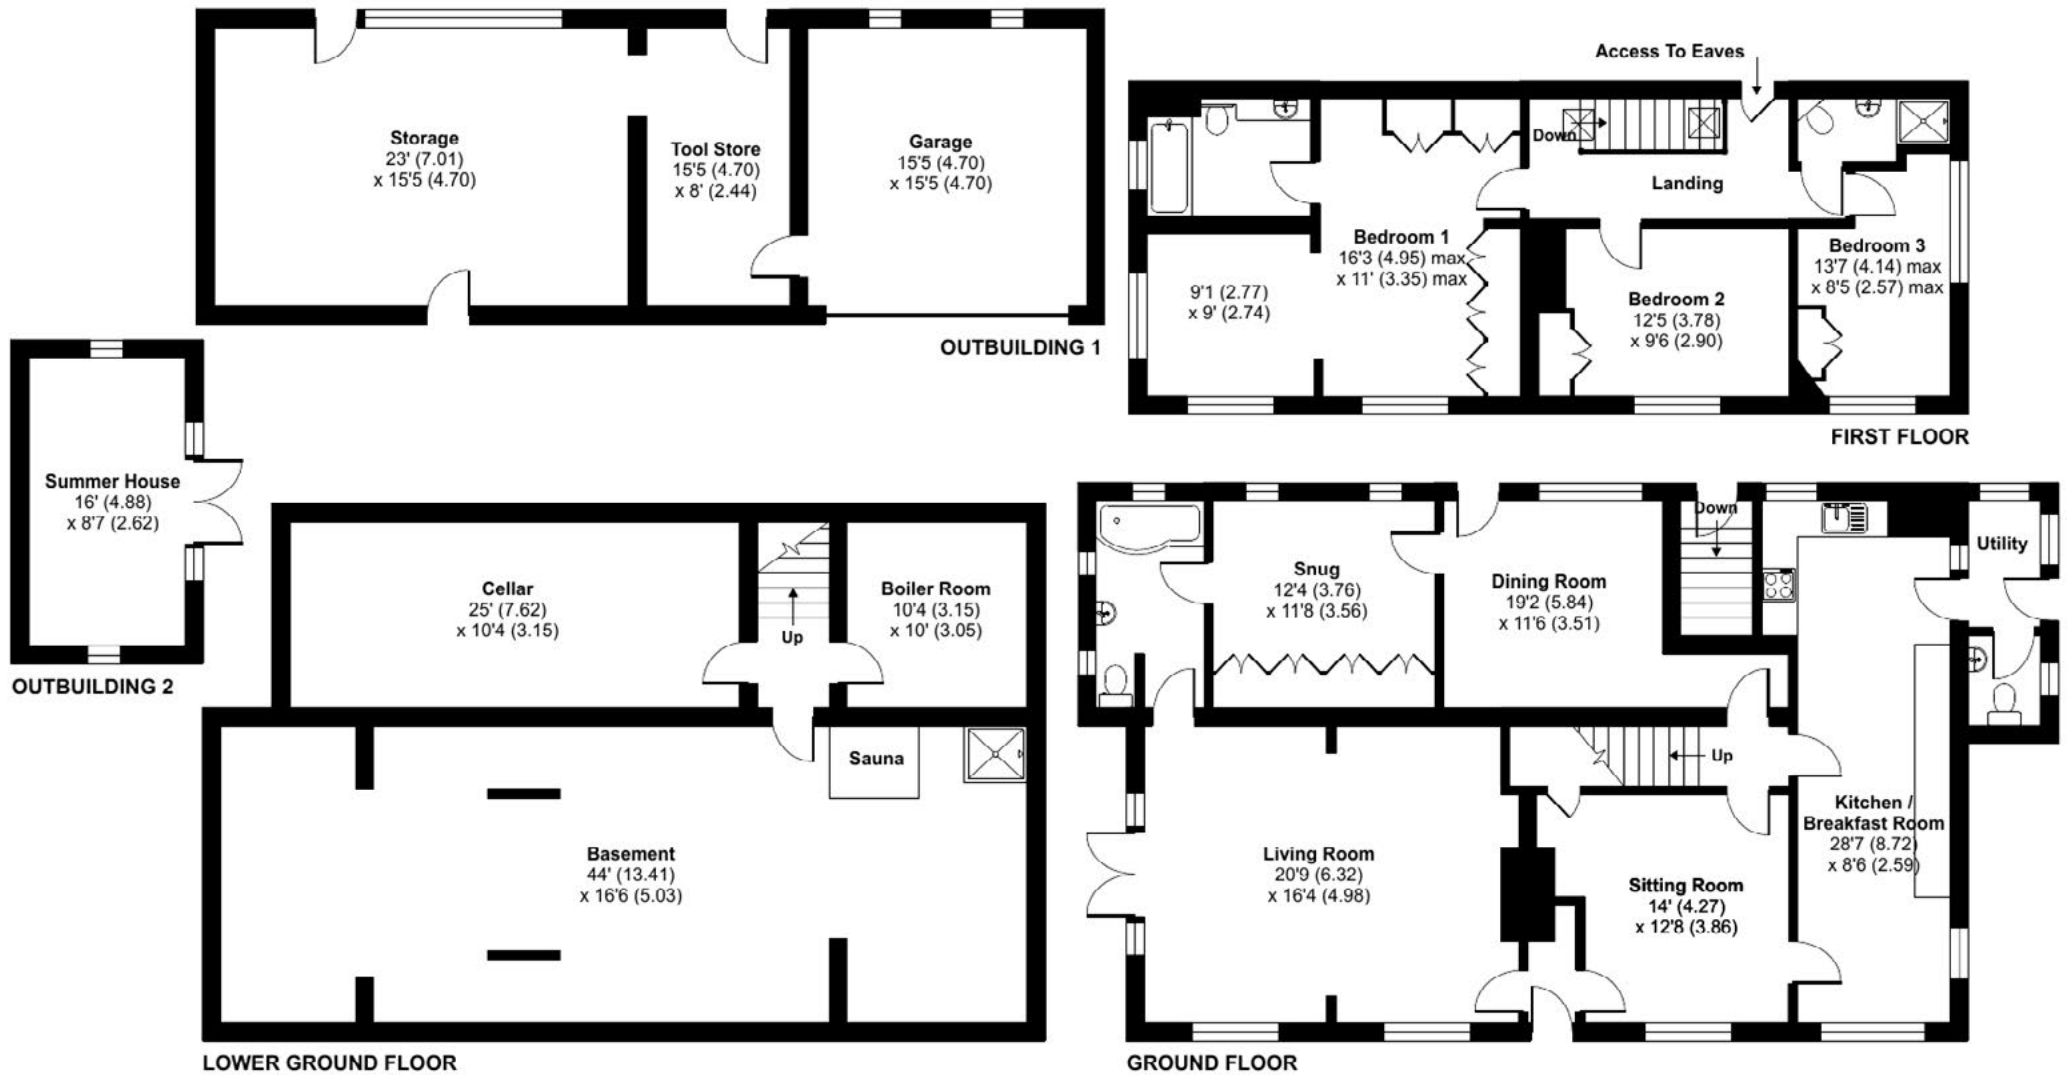 Storage
23' (7.01)
x 15'5 (4.70)
Tool Store
15'5 (4.70)
x 8' (2.44)
Garage
15'5 (4.70)
x 15'5 (4.70)
OUTBUILDING 1
Access To Eaves
Down
Landing
Bedroom 1
16'3 (4.95) max
x 11' (3.35) max
9'1 (2.77)
x 9' (2.74)
Bedroom 2
12'5 (3.78)
x 9'6 (2.90)
Bedroom 3
13'7 (4.14) max
x 8'5 (2.57) max
FIRST FLOOR
Summer House
16' (4.88)
x 8'7 (2.62)
OUTBUILDING 2
Cellar
25' (7.62)
x 10'4 (3.15)
Up
Boiler Room
10'4 (3.15)
x 10' (3.05)
Sauna
Basement
44' (13.41)
x 16'6 (5.03)
LOWER GROUND FLOOR
Snug
12'4 (3.76)
x 11'8 (3.56)
Dining Room
19'2 (5.84)
x 11'6 (3.51)
Down
Utility
Up
Kitchen /
Breakfast Room
28'7 (8.72)
x 8'6 (2.59)
Living Room
20'9 (6.32)
x 16'4 (4.98)
Sitting Room
14' (4.27)
x 12'8 (3.86)
GROUND FLOOR